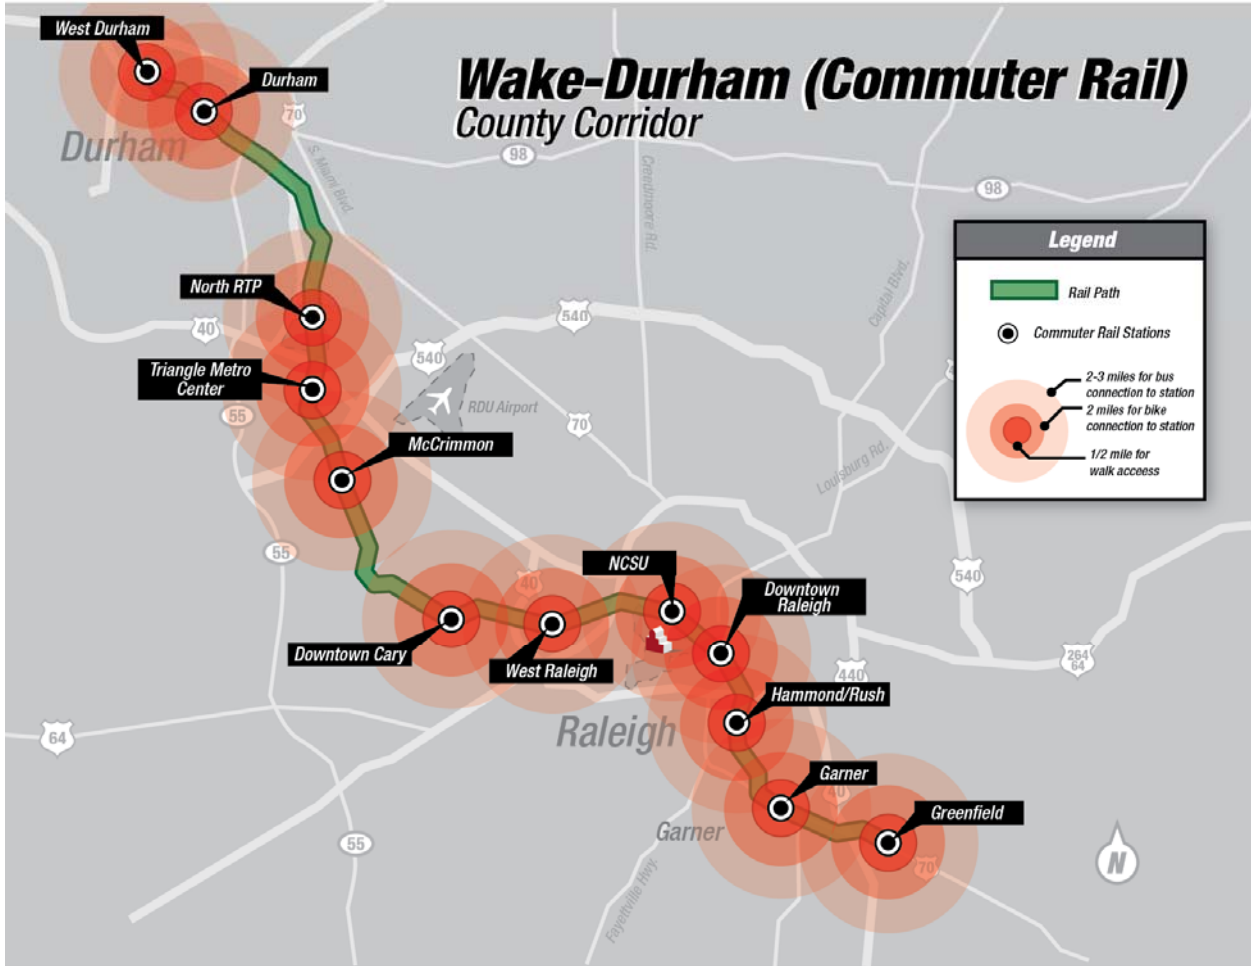 Wake-Durham (Commuter Rail)
County Corridor
West Durham
Durham
Durham
70
S. Miami Blvd.
98
Creedmoore Rd.
98
Legend
Rail Path
Commuter Rail Stations
2-3 miles for bus
connection to station
2 miles for bike
connection to station
1/2 mile for
walk acceess
Capital Blvd.
North RTP
40
540
540
Triangle Metro
Center
55
RDU Airport
70
McCrimmon
Louisburg Rd.
55
40
NCSU
540
Downtown
Raleigh
Downtown Cary
West Raleigh
264
64
440
Hammond/Rush
Raleigh
64
Garner
40
Greenfield
Garner
55
70
Fayettville Hwy.
N